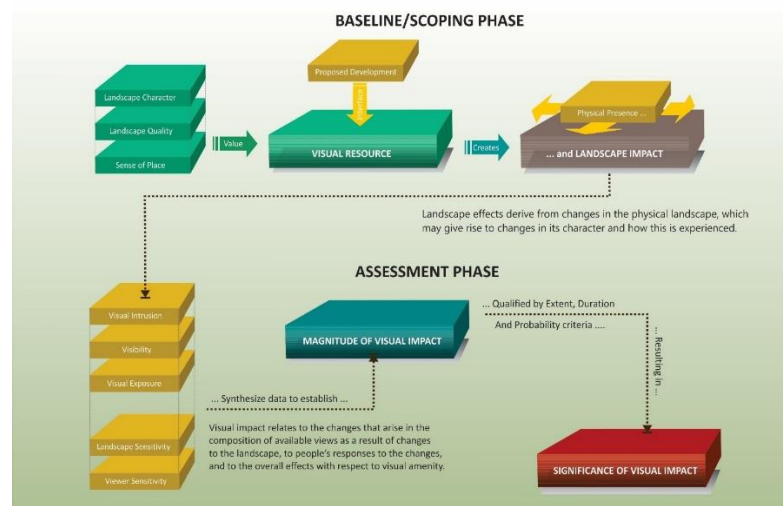 BASELINE/SCOPING PHASE
Proposed Development
Interface
Landscape Character
Landscape Quality
Sense of Place
Value
VISUAL RESOURCE
Creates
Physical Presence ...
... and LANDSCAPE IMPACT
Landscape effects derive from changes in the physical landscape, which
may give rise to changes in its character and how this is experienced.
ASSESSMENT PHASE
Visual Intrusion
Visibility
Visual Exposure
Landscape Sensitivity
Viewer Sensitivity
... Synthesize data to establish ...
Visual impact relates to the changes that arise in the
composition of available views as a result of changes
to the landscape, to people's responses to the changes,
and to the overall effects with respect to visual amenity.
MAGNITUDE OF VISUAL IMPACT
... Qualified by Extent, Duration
And Probability criteria ....
... Resulting in ...
SIGNIFICANCE OF VISUAL IMPACT